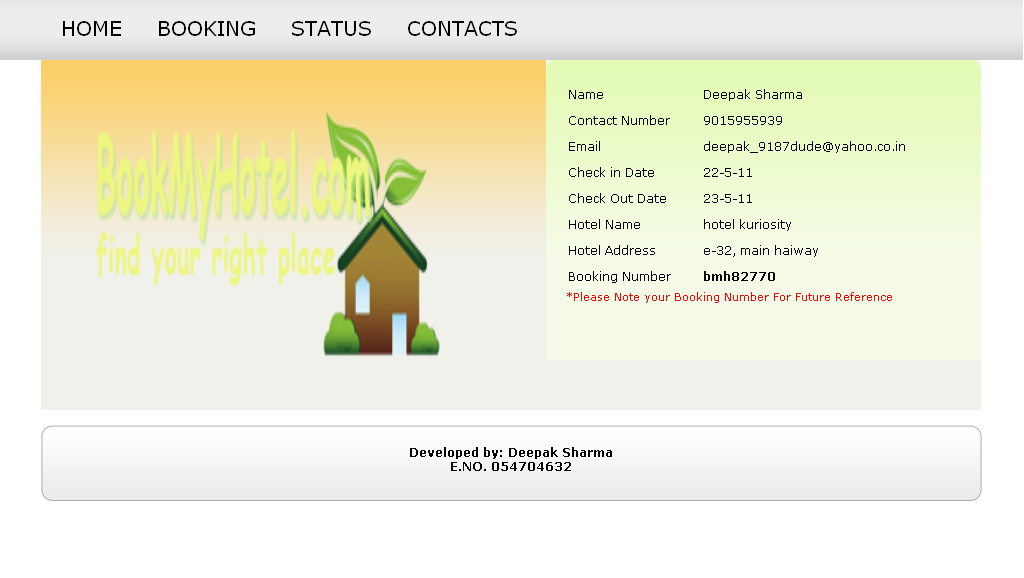 HOME BOOKING STATUS CONTACTS
BookMyHotel.com
find your right place
Name Deepak Sharma
Contact Number 9015955939
Email deepak_9187dude@yahoo.co.in
Check in Date 22-5-11
Check Out Date 23-5-11
Hotel Name hotel kuriosity
Hotel Address e-32, main haiway
Booking Number bmh82770
*Please Note your Booking Number For Future Reference
Developed by: Deepak Sharma
E.NO. 054704632